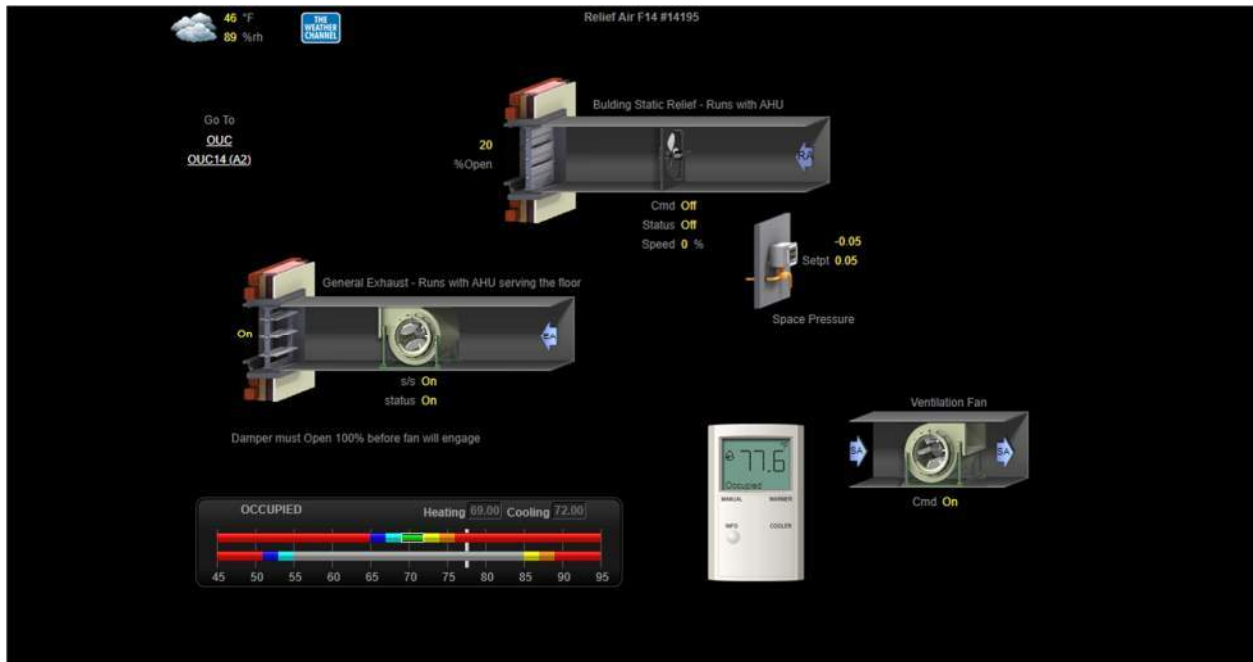 46 °F
89 %rh
THE
WEATHER
CHANNEL
Relief Air F14 #14195
Go To
OUC
OUC14 (A2)
Bulding Static Relief - Runs with AHU
20
%Open
RA
Cmd Off
Status Off
Speed 0 %
-0.05
Setpt 0.05
Space Pressure
General Exhaust - Runs with AHU serving the floor
On
EA
s/s On
status On
Damper must Open 100% before fan will engage
Ventilation Fan
SA
SA
Cmd On
77.6
Occupied
MANUAL WARMER
INFO COOLER
OCCUPIED Heating 69.00 Cooling 72.00
45 50 55 60 65 70 75 80 85 90 95